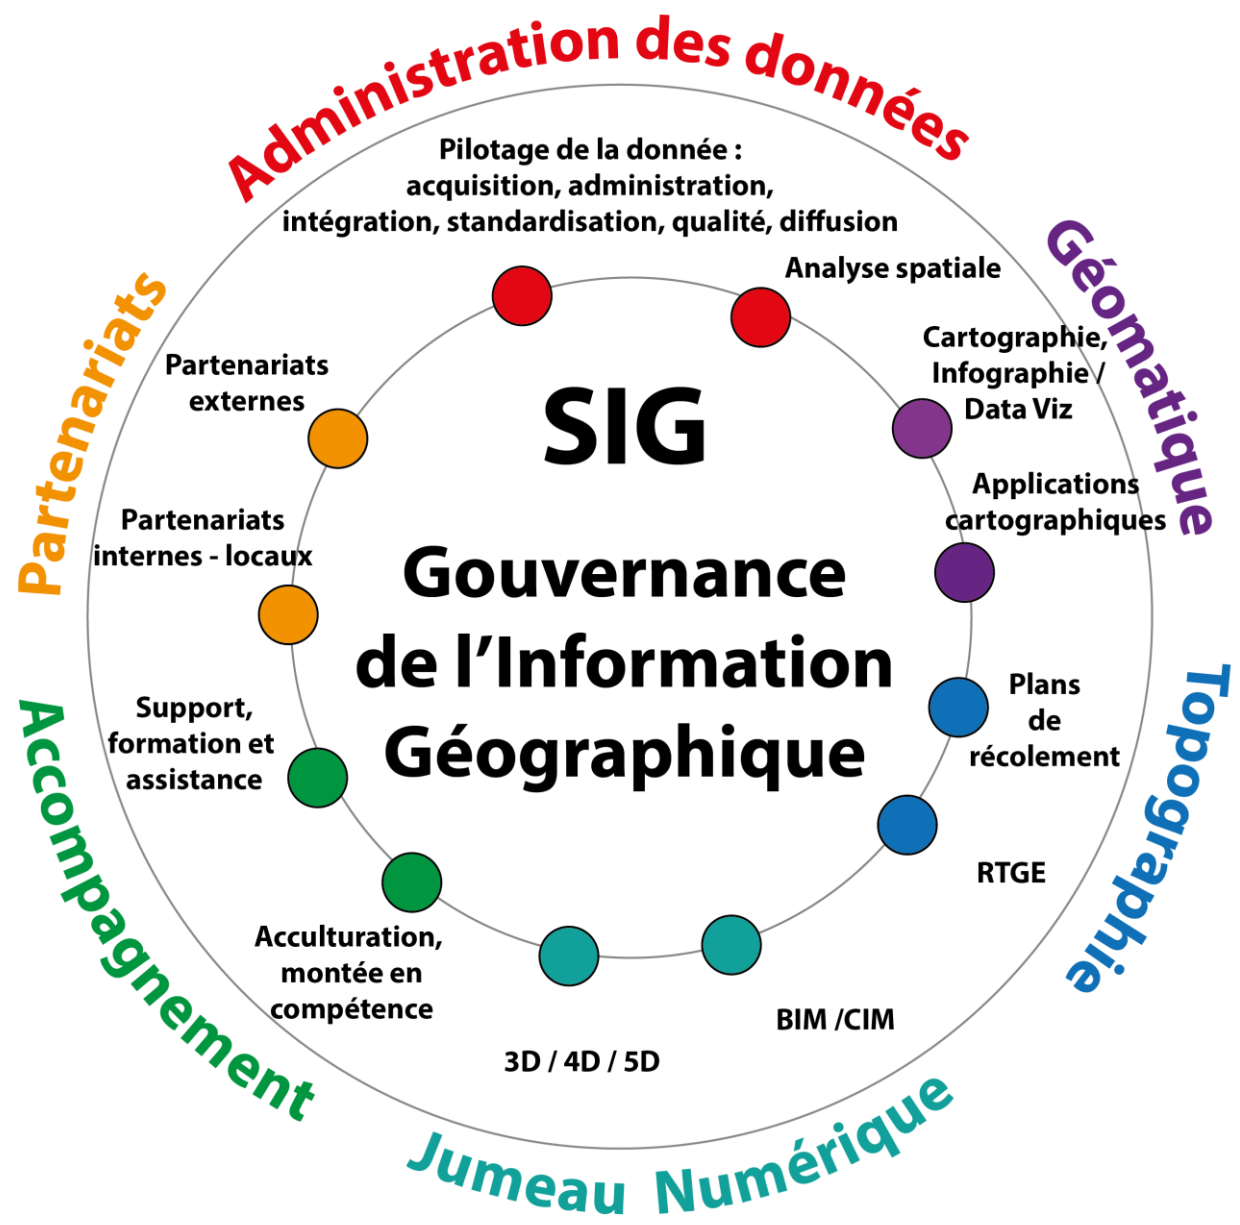 Administration des données
Pilotage de la donnée :
acquisition, administration,
intégration, standardisation, qualité, diffusion
Analyse spatiale
Géomatique
Cartographie,
Infographie /
Data Viz
Applications
cartographiques
Topographie
Plans
de
récolement
RTGE
Jumeau Numérique
BIM /CIM
3D / 4D / 5D
Accompagnement
Acculturation,
montée en
compétence
Support,
formation et
assistance
Partenariats
Partenariats
internes - locaux
Partenariats
externes
SIG
Gouvernance
de l’Information
Géographique